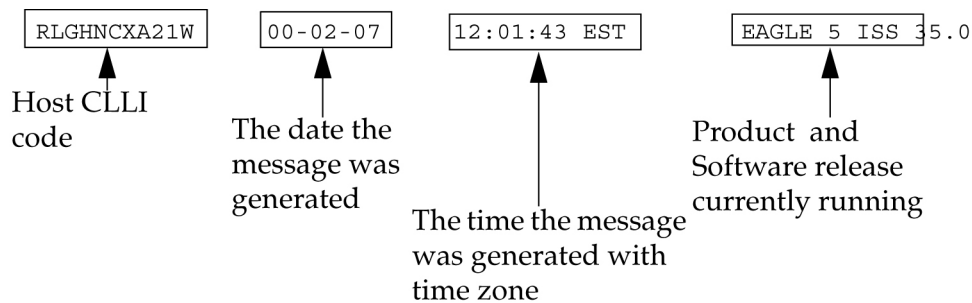 RLGHNCXA21W 00-02-07 12:01:43 EST EAGLE 5 ISS 35.0
Host CLLI
code
The date the
message was
generated
The time the message
was generated with
time zone
Product and
Software release
currently running